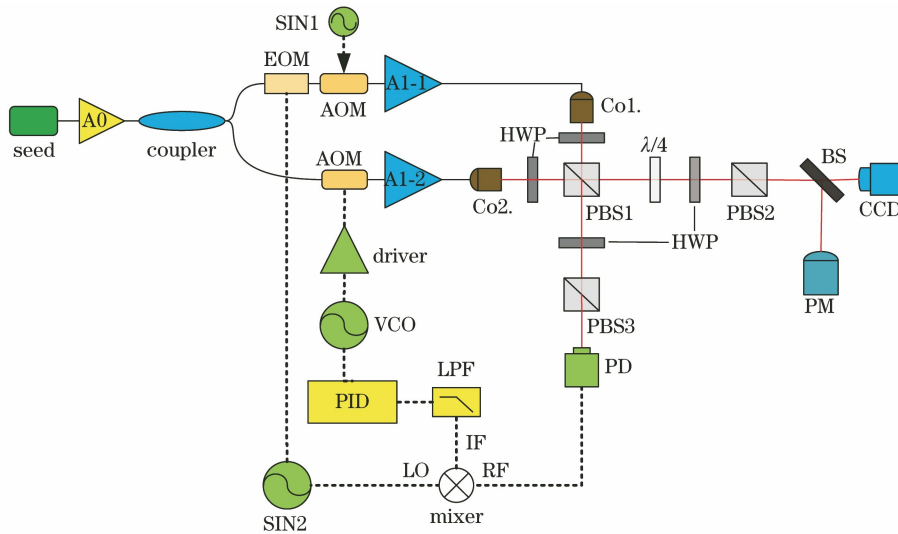 SIN1
EOM
A1-1
AOM
Co1.
A0
seed
coupler
HWP
λ/4
BS
AOM
A1-2
Co2.
PBS1
PBS2
CCD
HWP
driver
PM
PBS3
VCO
PD
LPF
PID
IF
LO
RF
SIN2
mixer